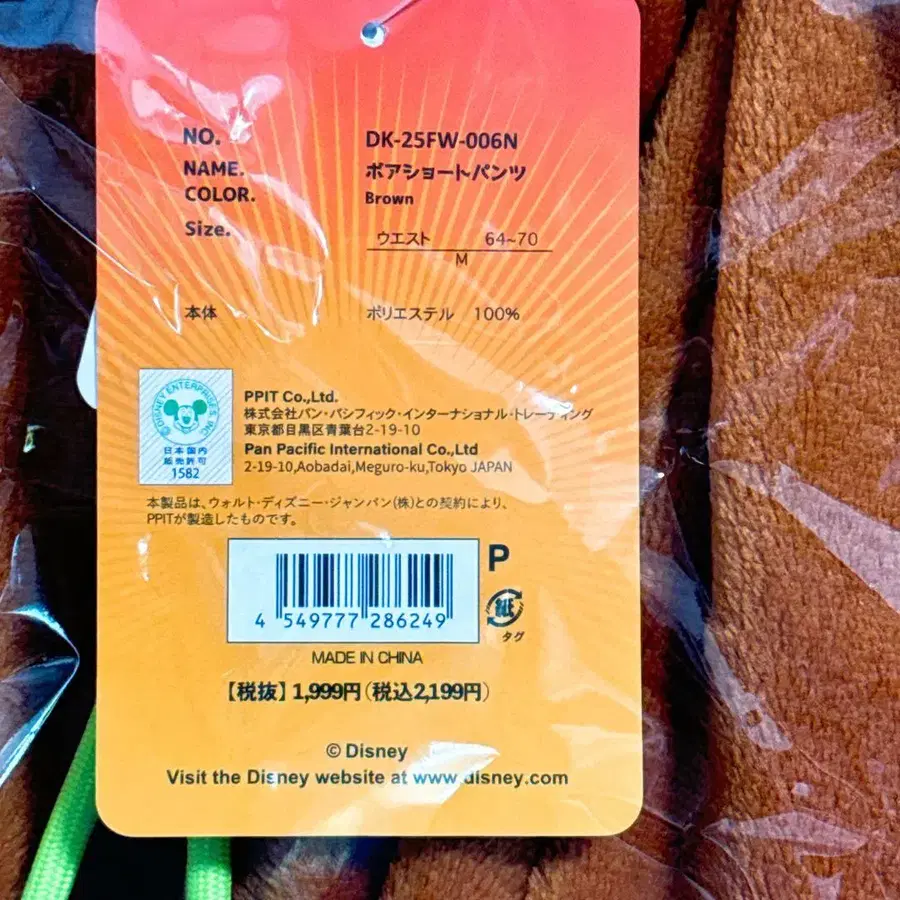 NO. DK-25FW-006N
NAME. ボアショートパンツ
COLOR. Brown
Size. ウエスト 64~70
M
本体 ポリエステル 100%
© DISNEY ENTERPRISES, INC
日本国内
販売許可
1582
PPIT Co.,Ltd.
株式会社パン・パシフィック・インターナショナル・トレーディング
東京都目黒区青葉台2-19-10
Pan Pacific International Co.,Ltd
2-19-10,Aobadai,Meguro-ku,Tokyo JAPAN
本製品は、ウォルト・ディズニー・ジャンパン(株)との契約により、
PPITが製造したものです。
P
4 549777 286249
紙
タグ
MADE IN CHINA
【税抜】1,999円(税込2,199円)
© Disney
Visit the Disney website at www.disney.com